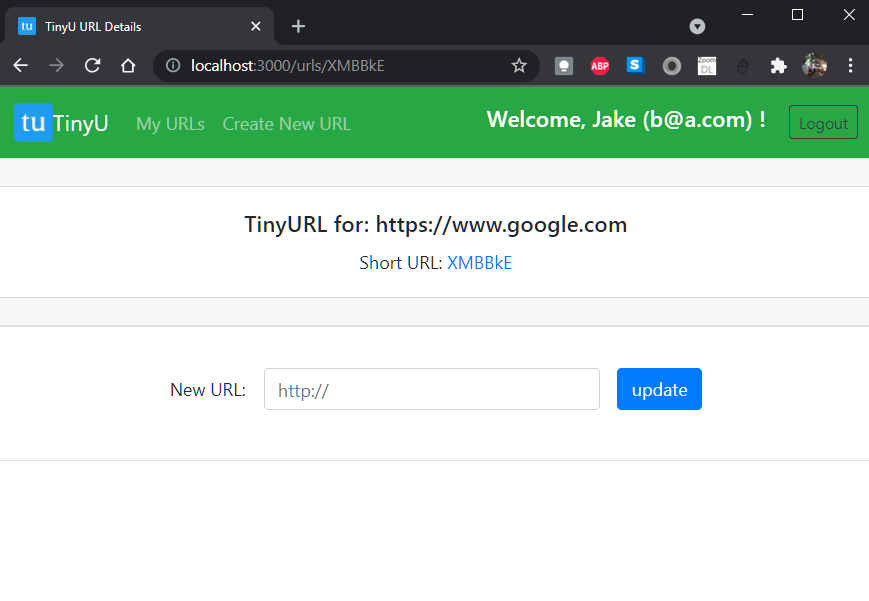 tu TinyU URL Details
localhost:3000/urls/XMBBkE
ABP
S
Zoom
DL
tu TinyU My URLs Create New URL Welcome, Jake (b@a.com) ! Logout
TinyURL for: https://www.google.com
Short URL: XMBBkE
New URL: http:// update